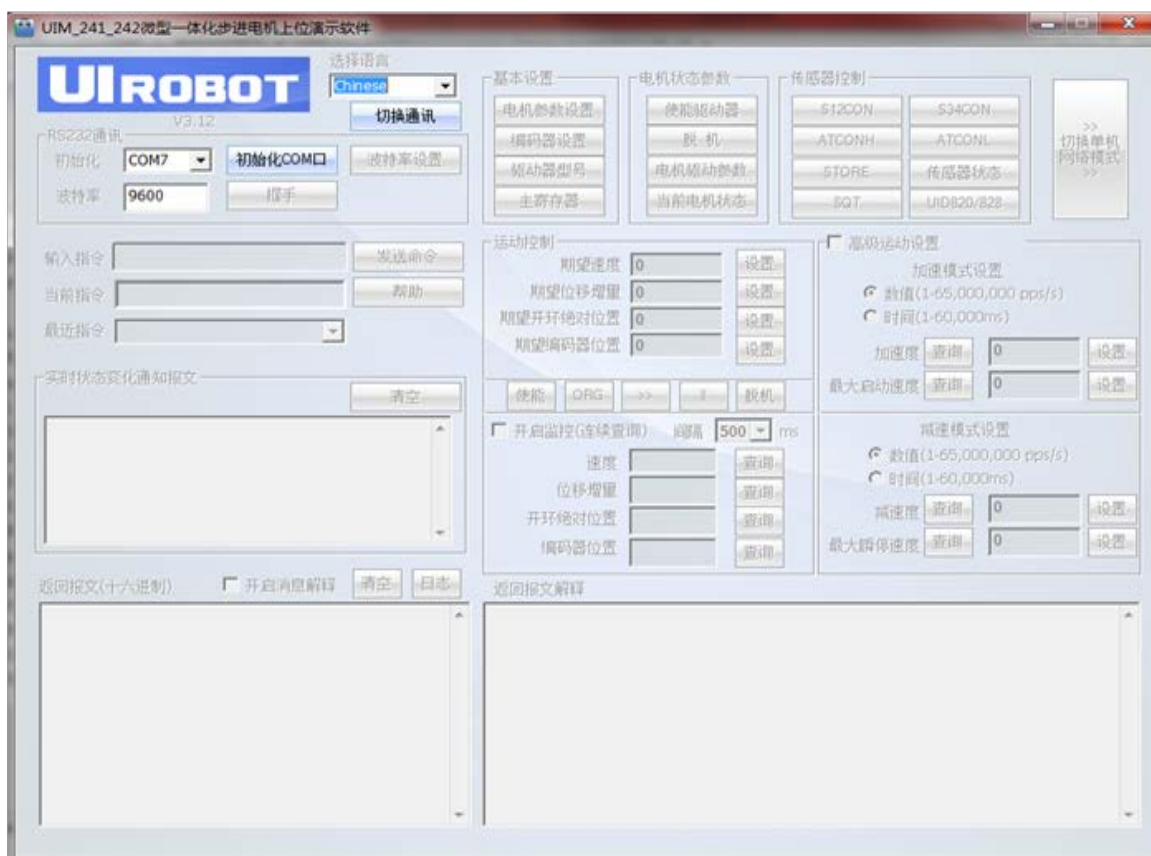 UIM_241_242微型一体化步进电机上位演示软件
UIROBOT
V3.12
选择语言
Chinese
切换通讯
RS232通讯
初始化 COM7 初始化COM口 波特率设置
波特率 9600 握手
基本设置
电机参数设置
编码器设置
驱动器型号
主寄存器
电机状态参数
使能驱动器
脱 机
电机驱动参数
当前电机状态
传感器控制
S12CON S34CON
ATCONH ATCONL
STORE 传感器状态
SQT UID820/828
>>
切换单机
网络模式
>>
输入指令 发送命令
当前指令 帮助
最近指令
实时状态变化通知报文
清空
运动控制
期望速度 0 设置
期望位移增量 0 设置
期望开环绝对位置 0 设置
期望编码器位置 0 设置
使能 ORG >> || 脱机
开启监控(连续查询) 间隔 500 ms
速度 查询
位移增量 查询
开环绝对位置 查询
编码器位置 查询
高级运动设置
加速模式设置
数值(1-65,000,000 pps/s)
时间(1-60,000ms)
加速度 查询 0 设置
最大启动速度 查询 0 设置
减速模式设置
数值(1-65,000,000 pps/s)
时间(1-60,000ms)
减速度 查询 0 设置
最大瞬停速度 查询 0 设置
返回报文(十六进制) 开启消息解释 清空 日志
返回报文解释